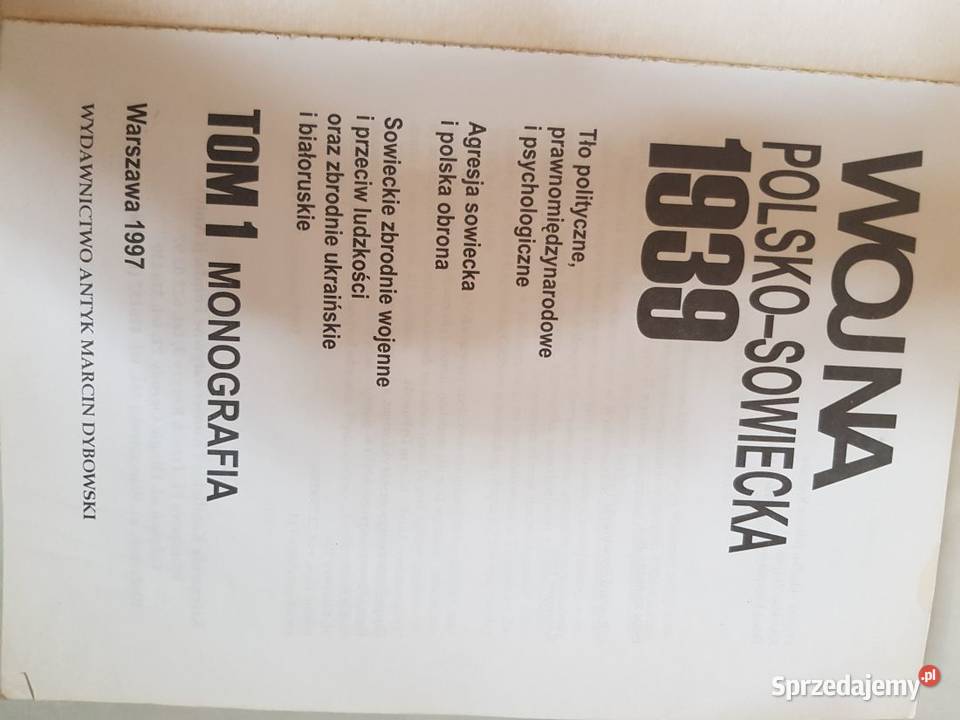 WOJNA
POLSKO–SOWIECKA
1939
Tło polityczne,
prawnomiędzynarodowe
i psychologiczne
Agresja sowiecka
i polska obrona
Sowieckie zbrodnie wojenne
i przeciw ludzkości
oraz zbrodnie ukraińskie
i białoruskie
TOM 1 MONOGRAFIA
Warszawa 1997
WYDAWNICTWO ANTYK MARCIN DYBOWSKI
Sprzedajemy.pl